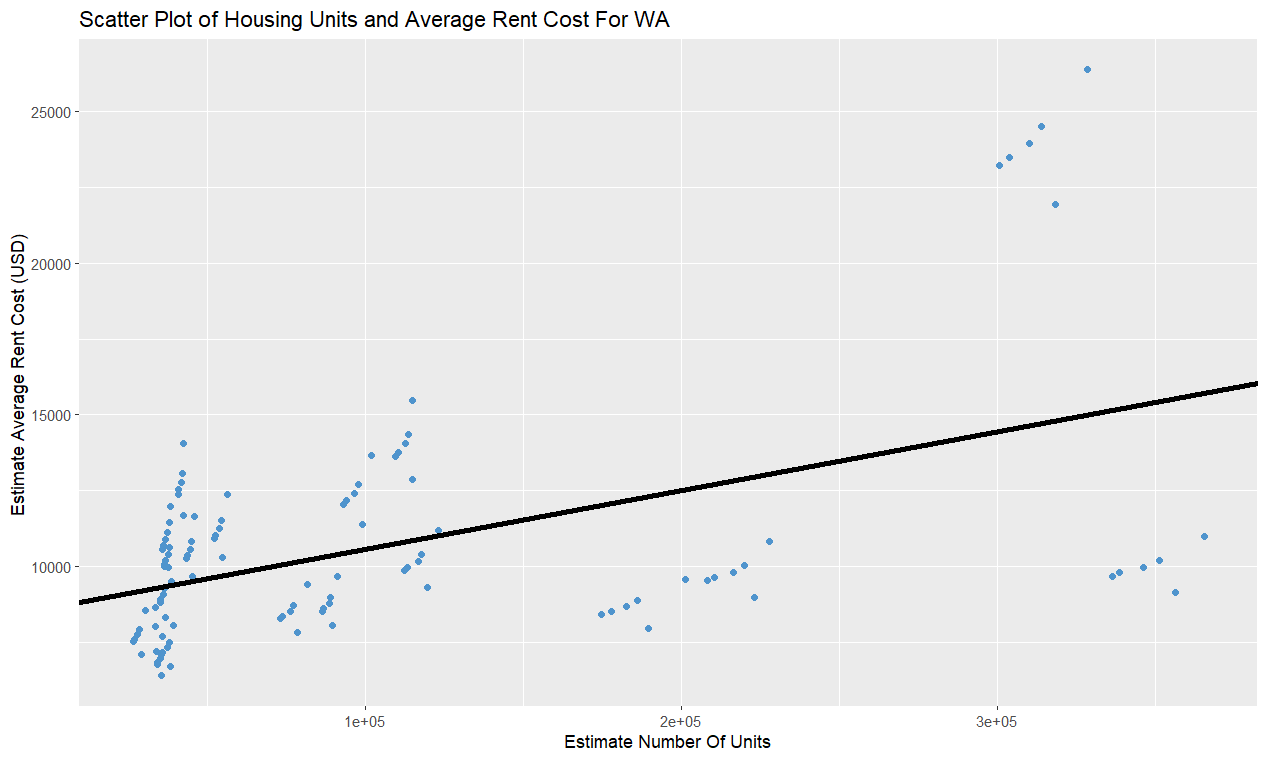 Scatter Plot of Housing Units and Average Rent Cost For WA
Estimate Average Rent Cost (USD)
25000
20000
15000
10000
1e+05
2e+05
3e+05
Estimate Number Of Units